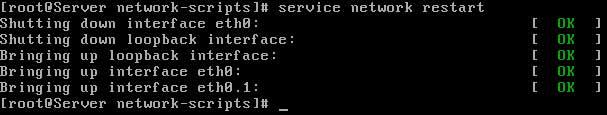 [root@Server network-scripts]# service network restart
Shutting down interface eth0: [ OK ]
Shutting down loopback interface: [ OK ]
Bringing up loopback interface: [ OK ]
Bringing up interface eth0: [ OK ]
Bringing up interface eth0.1: [ OK ]
[root@Server network-scripts]# _